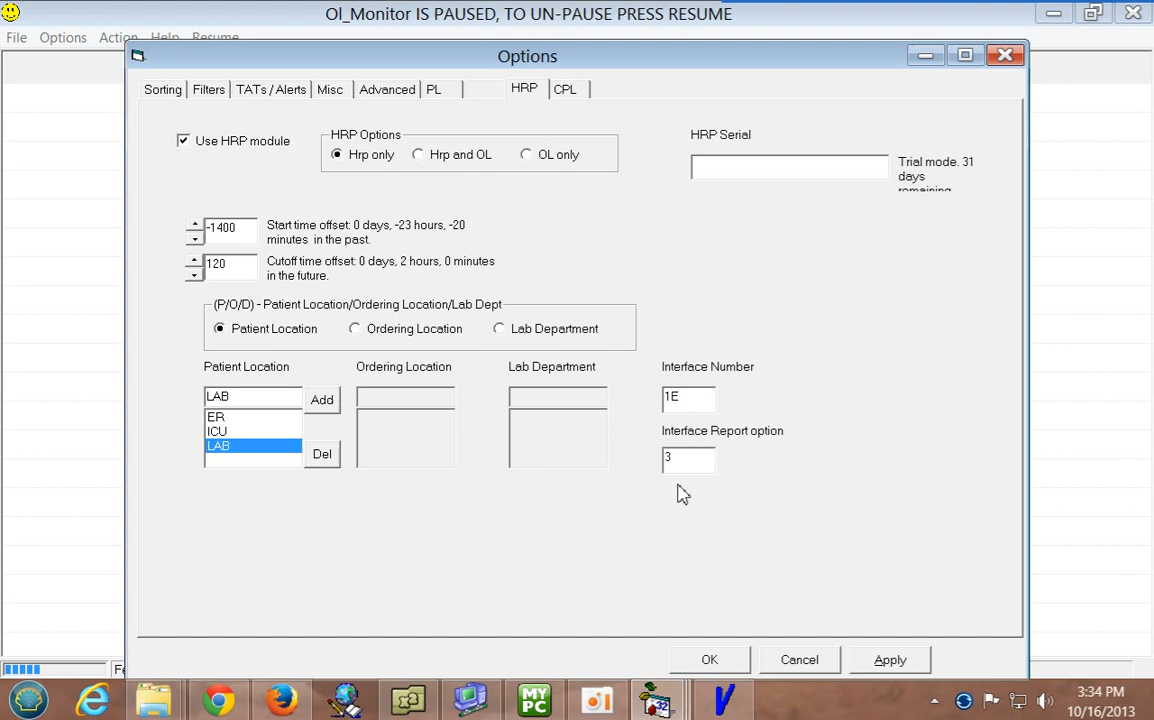 Ol_Monitor IS PAUSED, TO UN-PAUSE PRESS RESUME
File Options Action Help Resume
Options
Sorting Filters TATs / Alerts Misc Advanced PL HRP CPL
Use HRP module
HRP Options
Hrp only Hrp and OL OL only
HRP Serial
Trial mode. 31
days
remaining
-1400
Start time offset: 0 days, -23 hours, -20
minutes in the past.
120
Cutoff time offset: 0 days, 2 hours, 0 minutes
in the future.
(P/O/D) - Patient Location/Ordering Location/Lab Dept
Patient Location Ordering Location Lab Department
Patient Location Ordering Location Lab Department Interface Number
LAB Add 1E
ER
ICU
LAB
Del
Interface Report option
3
OK Cancel Apply
MY
PC
32
V
3:34 PM
10/16/2013